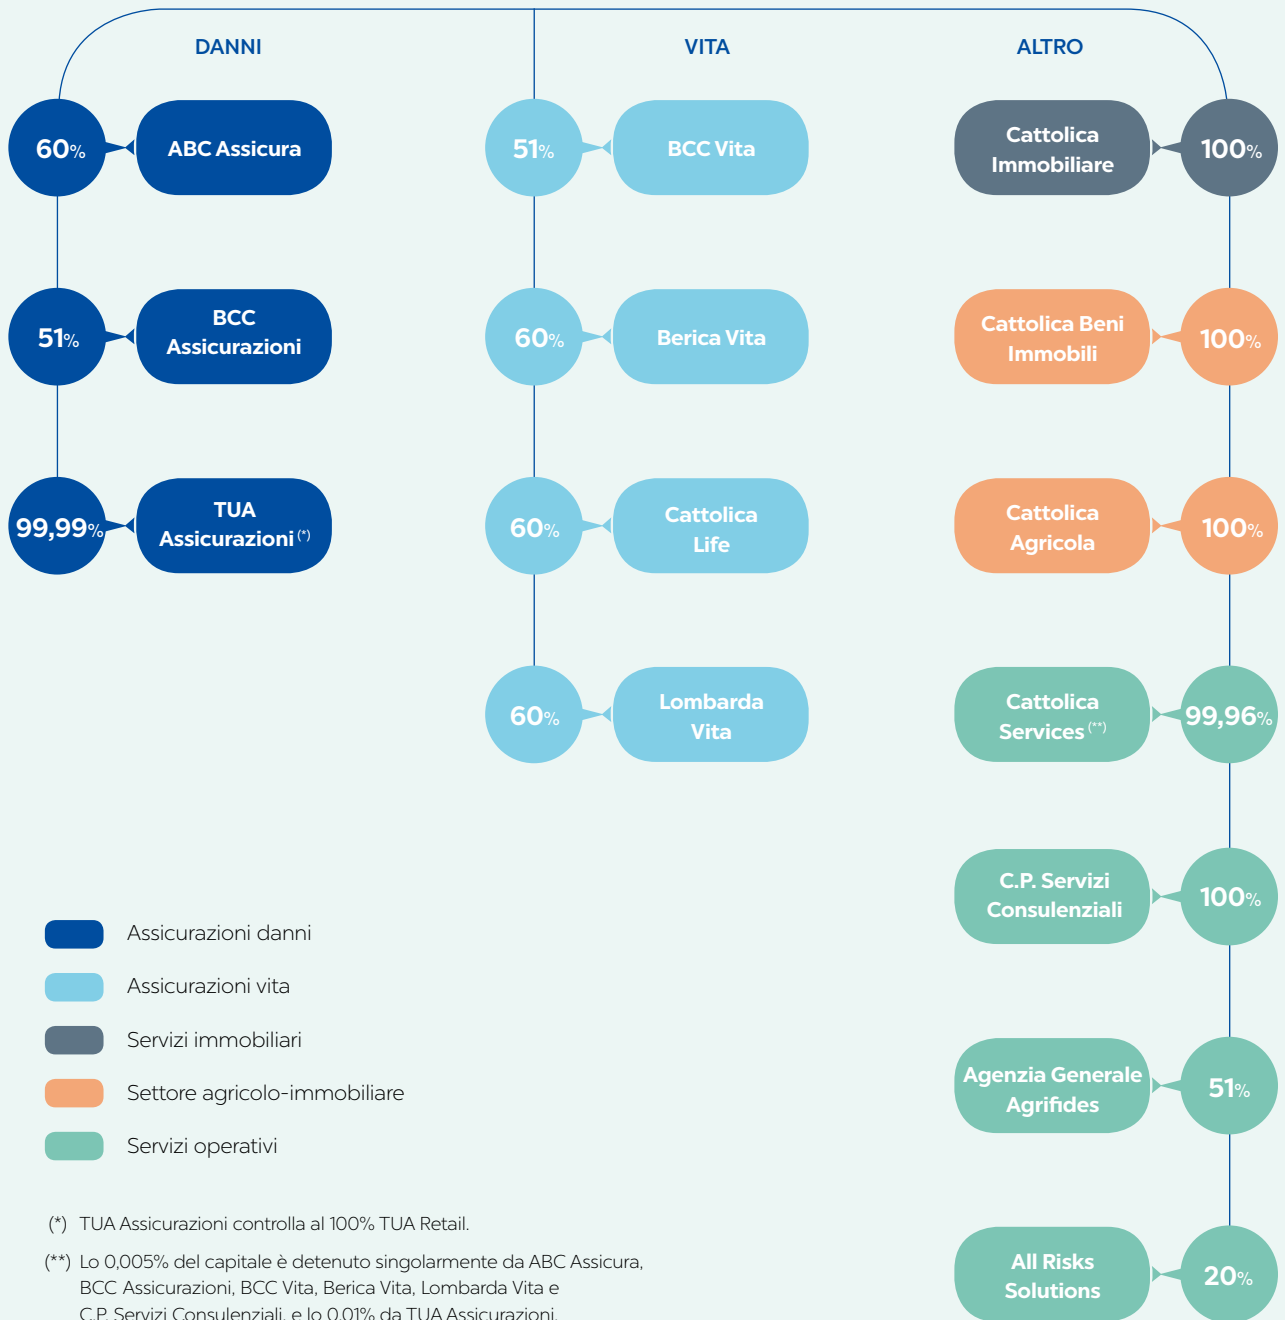 DANNI
60%
ABC Assicura
51%
BCC
Assicurazioni
99,99%
TUA
Assicurazioni (*)
VITA
51%
BCC Vita
60%
Berica Vita
60%
Cattolica
Life
60%
Lombarda
Vita
ALTRO
Cattolica
Immobiliare
100%
Cattolica Beni
Immobili
100%
Cattolica
Agricola
100%
Cattolica
Services (**)
99,96%
C.P. Servizi
Consulenziali
100%
Agenzia Generale
Agrifides
51%
All Risks
Solutions
20%
Assicurazioni danni
Assicurazioni vita
Servizi immobiliari
Settore agricolo-immobiliare
Servizi operativi
(*) TUA Assicurazioni controlla al 100% TUA Retail.
(**) Lo 0,005% del capitale è detenuto singolarmente da ABC Assicura,
BCC Assicurazioni, BCC Vita, Berica Vita, Lombarda Vita e
C.P. Servizi Consulenziali, e lo 0,01% da TUA Assicurazioni.